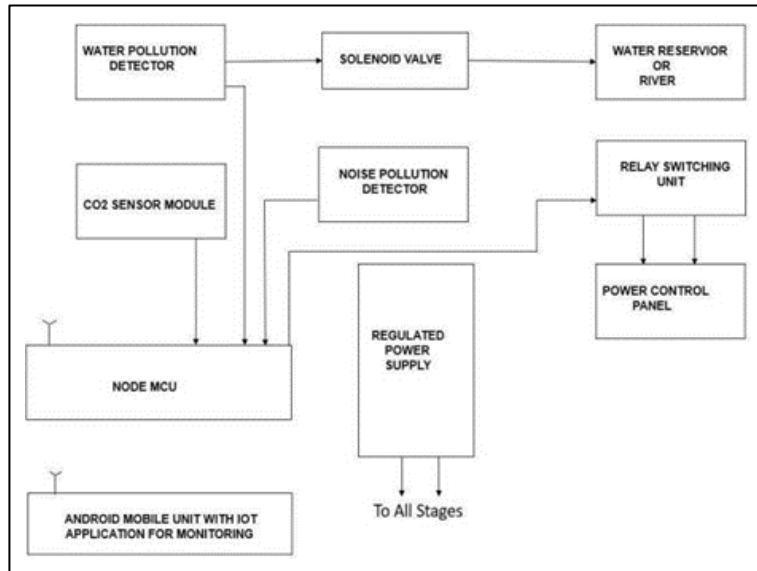 WATER POLLUTION
DETECTOR
SOLENOID VALVE
WATER RESERVIOR
OR
RIVER
CO2 SENSOR MODULE
NOISE POLLUTION
DETECTOR
RELAY SWITCHING
UNIT
POWER CONTROL
PANEL
REGULATED
POWER
SUPPLY
NODE MCU
To All Stages
ANDROID MOBILE UNIT WITH IOT
APPLICATION FOR MONITORING